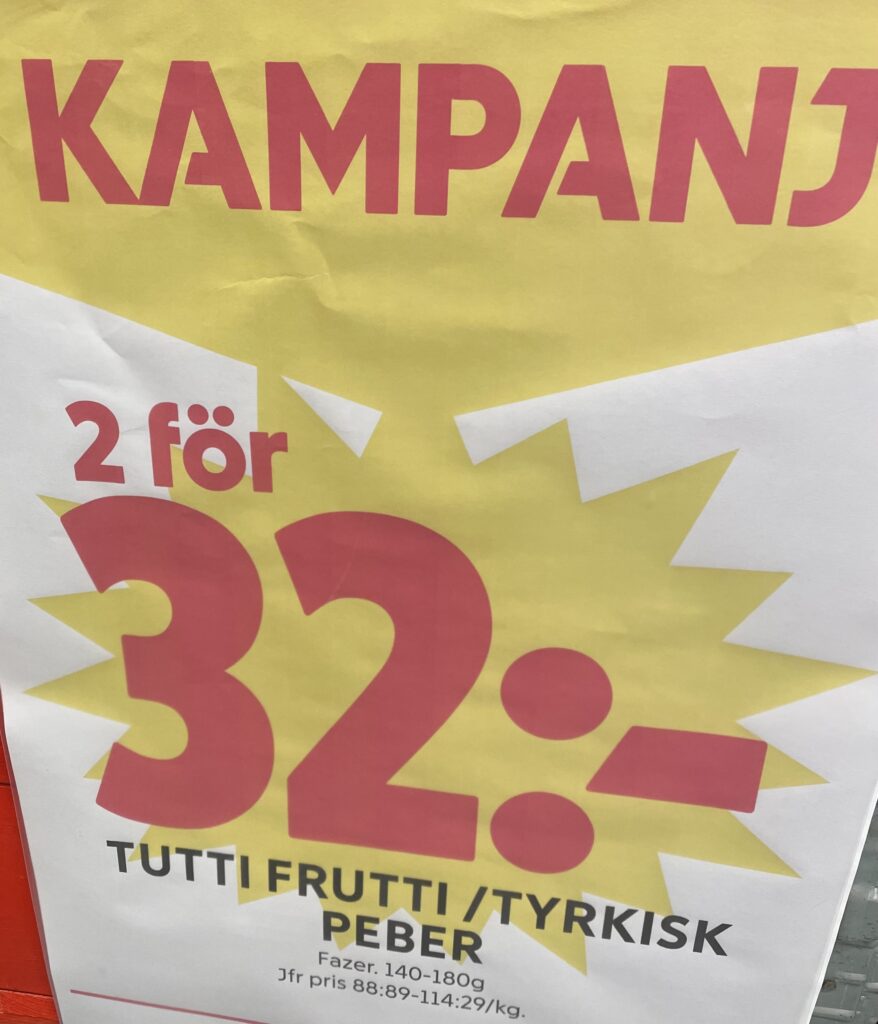 KAMPANJ
2 för
32:-
TUTTI FRUTTI /TYRKISK
PEBER
Fazer. 140-180g
Jfr pris 88:89-114:29/kg.